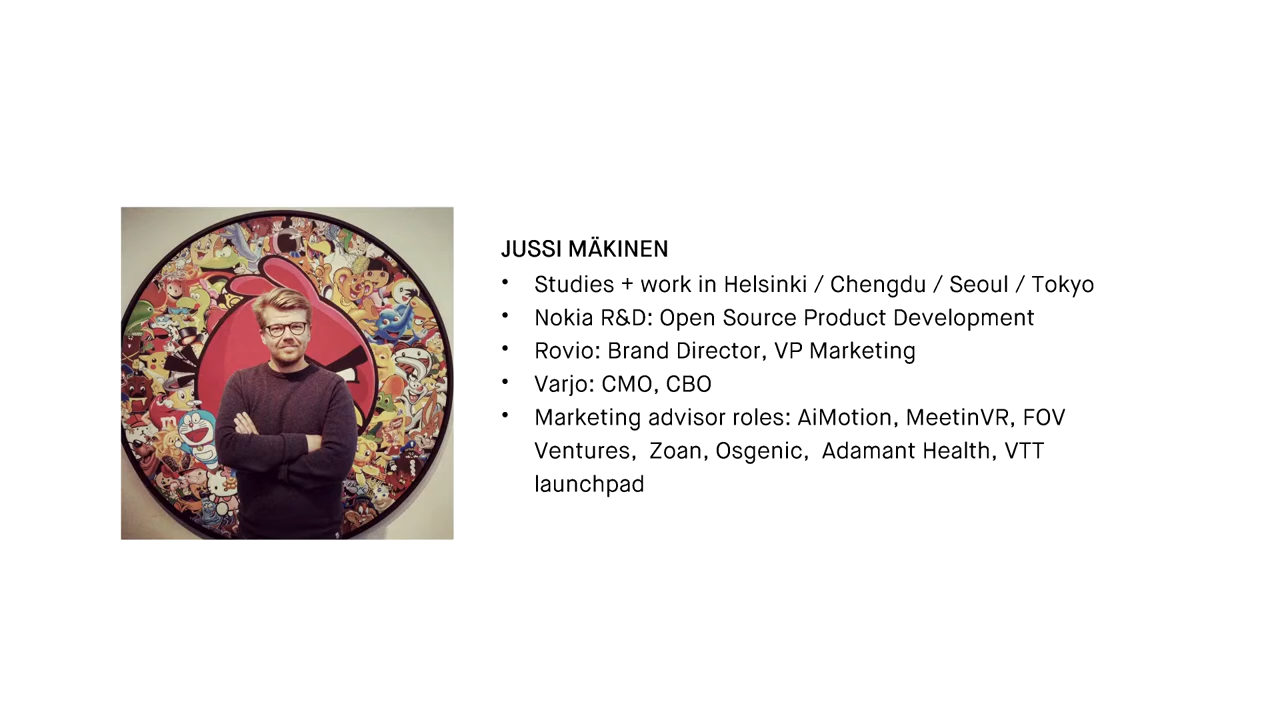 JUSSI MÄKINEN
• Studies + work in Helsinki / Chengdu / Seoul / Tokyo
• Nokia R&D: Open Source Product Development
• Rovio: Brand Director, VP Marketing
• Varjo: CMO, CBO
• Marketing advisor roles: AiMotion, MeetinVR, FOV
Ventures,  Zoan, Osgenic,  Adamant Health, VTT
launchpad